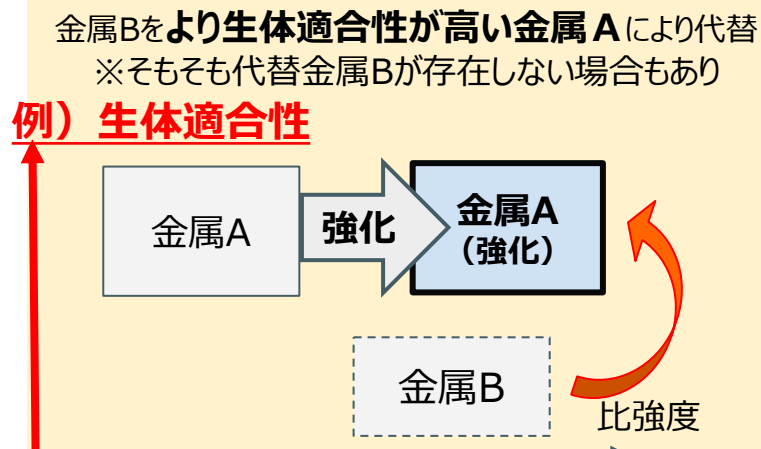 金属Bをより生体適合性が高い金属Aにより代替
※そもそも代替金属Bが存在しない場合もあり
例）生体適合性
金属A
強化
金属A
（強化）
金属B
比強度